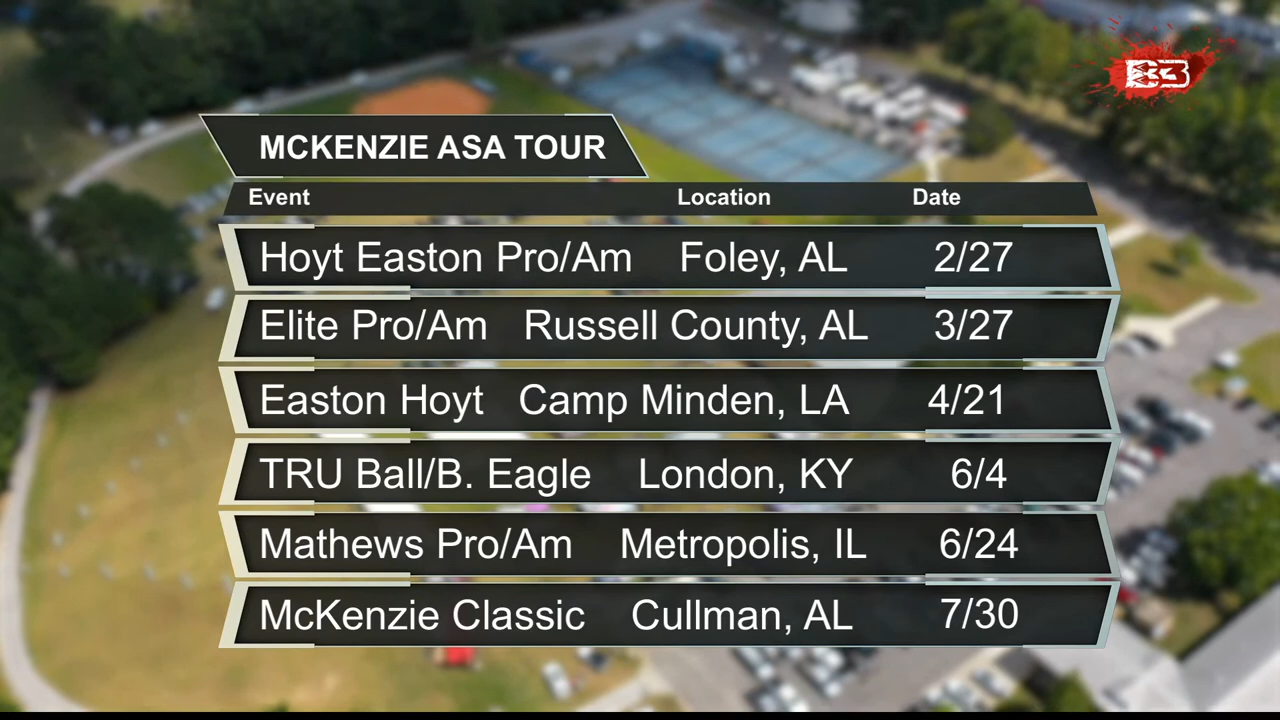 B3
MCKENZIE ASA TOUR
Event Location Date
Hoyt Easton Pro/Am Foley, AL 2/27
Elite Pro/Am Russell County, AL 3/27
Easton Hoyt Camp Minden, LA 4/21
TRU Ball/B. Eagle London, KY 6/4
Mathews Pro/Am Metropolis, IL 6/24
McKenzie Classic Cullman, AL 7/30